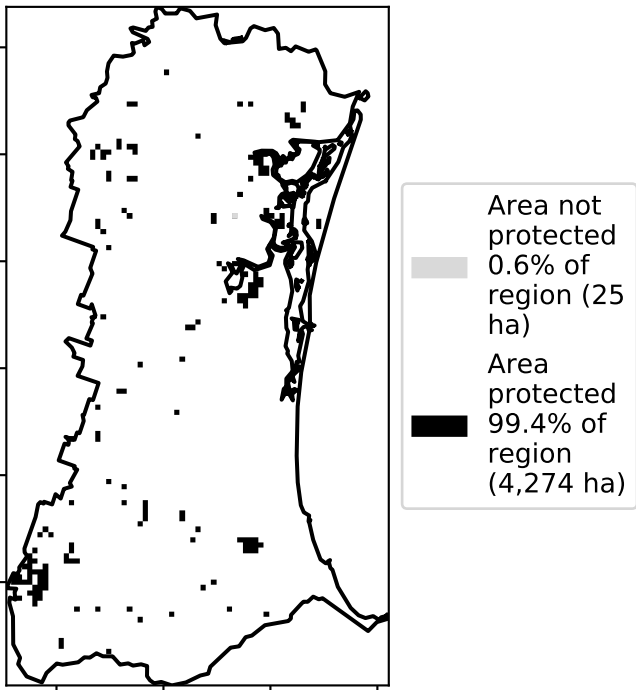 Area not
protected
0.6% of
region (25
ha)
Area
protected
99.4% of
region
(4,274 ha)